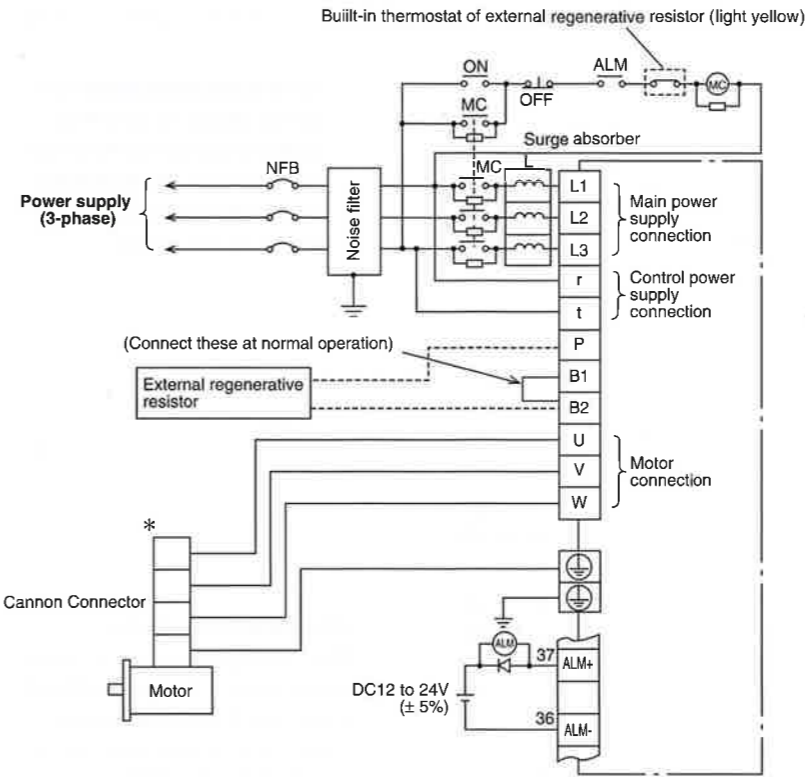 Builit-in thermostat of external regenerative resistor (light yellow)
ON
OFF
ALM
MC
MC
Surge absorber
NFB
MC
L
Power supply
(3-phase)
Noise filter
L1
L2
L3
r
t
P
B1
B2
U
V
W
Main power
supply
connection
Control power
supply
connection
(Connect these at normal operation)
External regenerative
resistor
Motor
connection
*
Cannon Connector
Motor
ALM
DC12 to 24V
(± 5%)
37
ALM+
36
ALM-